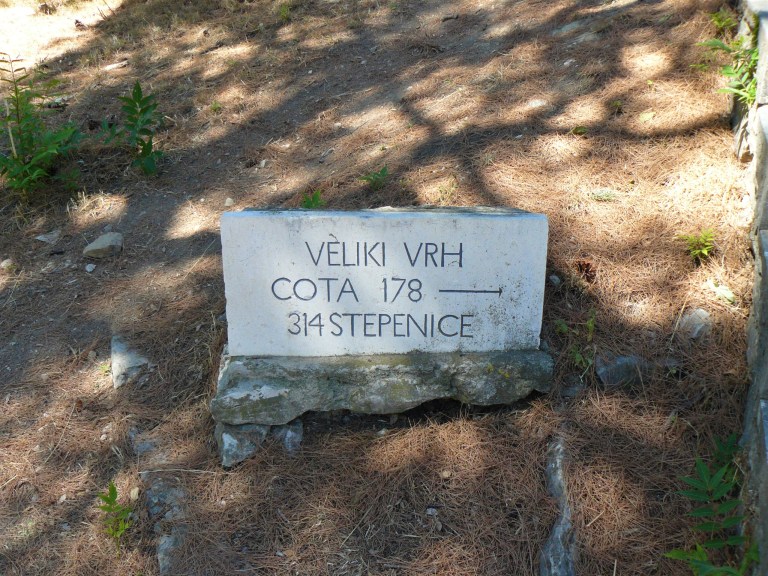 VÈLIKI VRH
COTA 178 →
314 STEPENICE